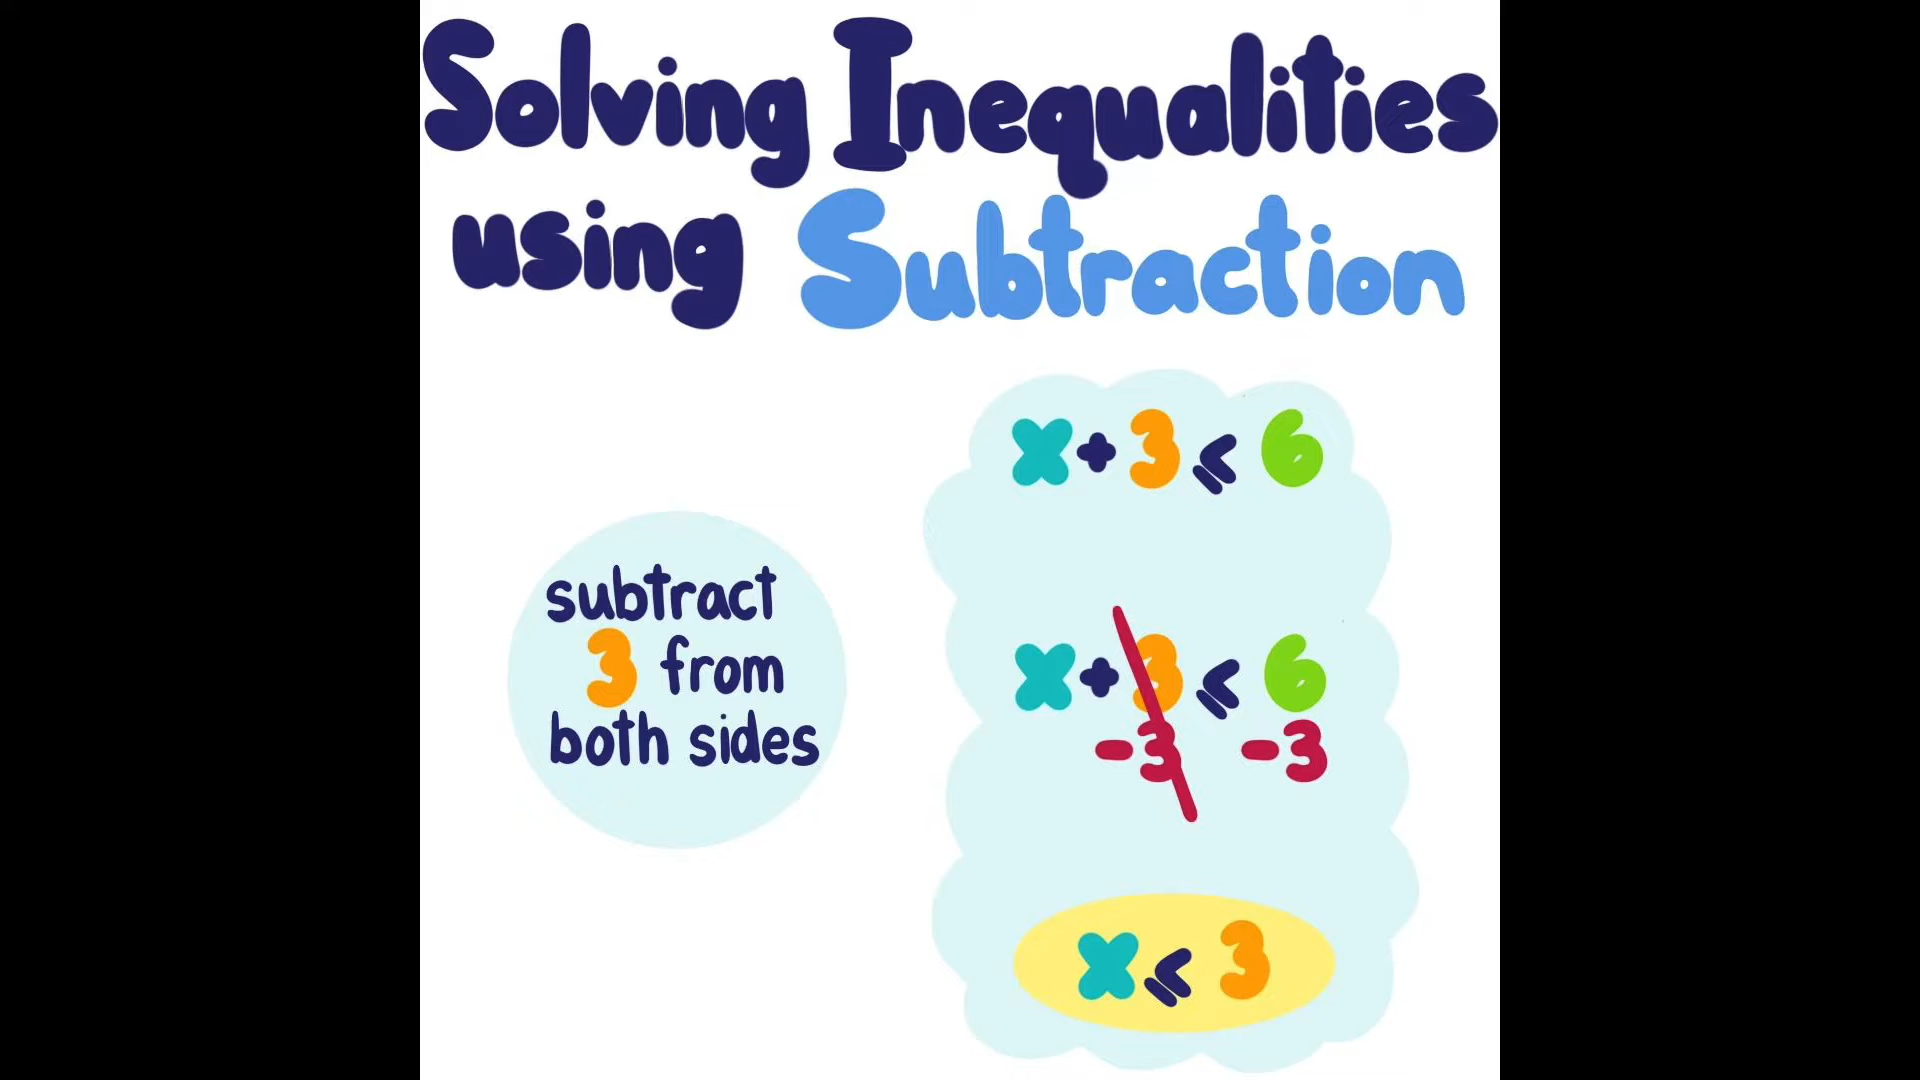 Solving Inequalities
using Subtraction
x + 3 ⩽ 6
subtract
3 from
both sides
x + 3 ⩽ 6
-3 -3
x ⩽ 3